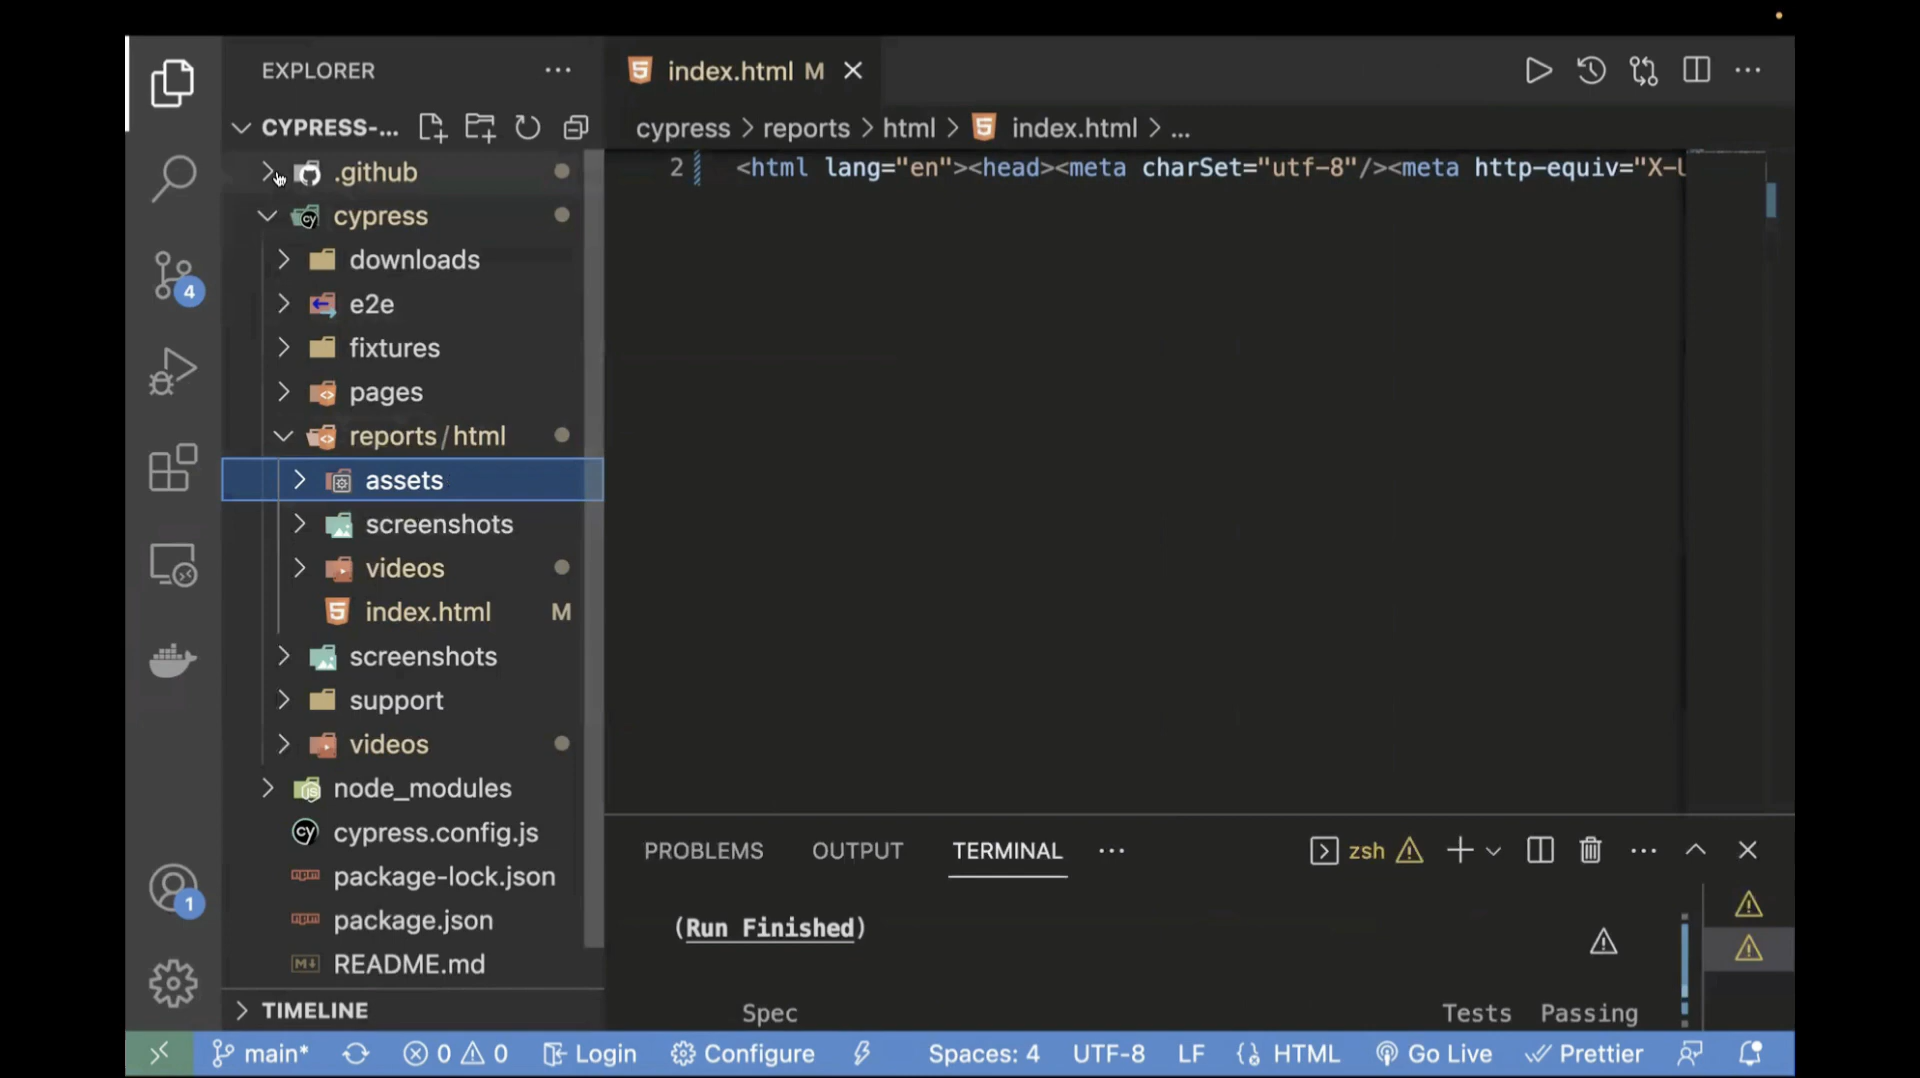 EXPLORER
CYPRESS-...
.github
cypress
downloads
e2e
fixtures
pages
reports/html
assets
screenshots
videos
index.html M
screenshots
support
videos
node_modules
cypress.config.js
package-lock.json
package.json
README.md
TIMELINE
4
1
index.html M
cypress > reports > html > index.html > ...
2 <html lang="en"><head><meta charSet="utf-8"/><meta http-equiv="X-U
PROBLEMS OUTPUT TERMINAL
zsh
(Run Finished)
Spec Tests Passing
main* 0 0 Login Configure Spaces: 4 UTF-8 LF HTML Go Live Prettier